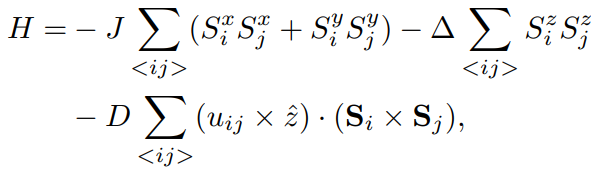 H = − J ∑_{<ij>} (S_i^x S_j^x + S_i^y S_j^y) − Δ ∑_{<ij>} S_i^z S_j^z
− D ∑_{<ij>} (u_{ij} × ẑ) · (𝐒_i × 𝐒_j),